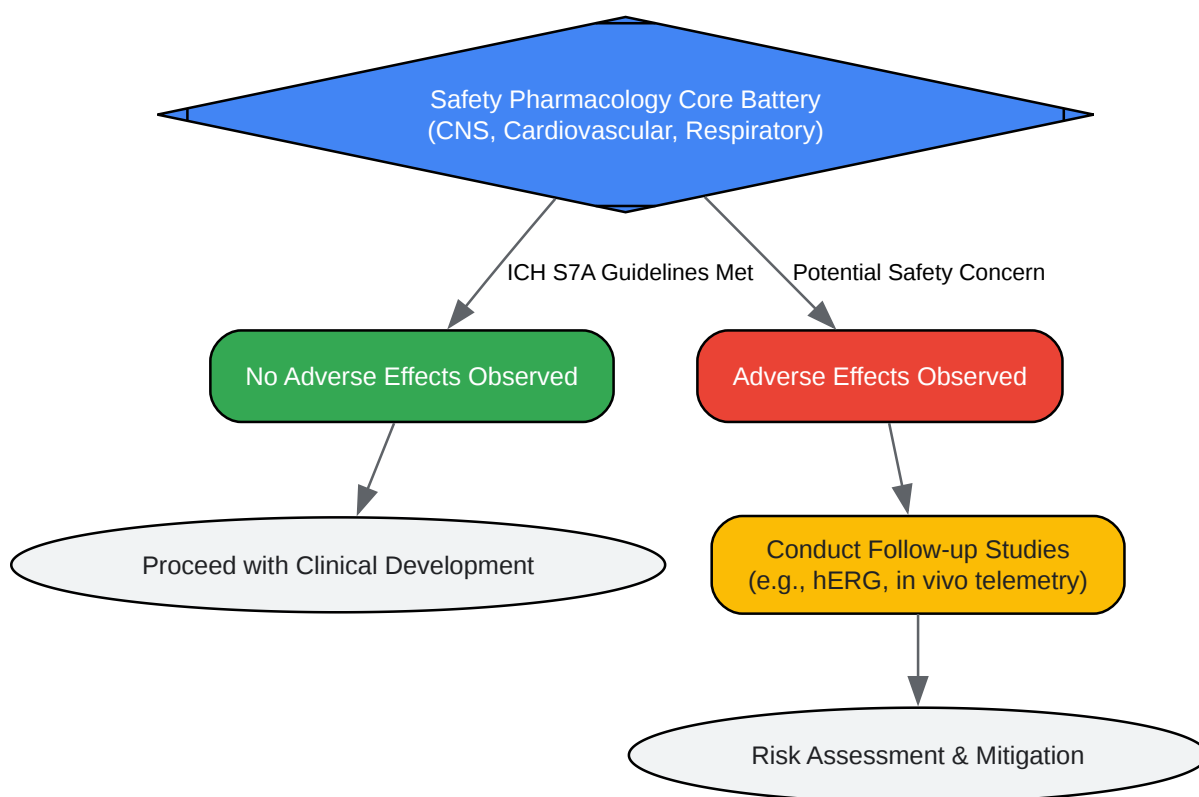 Safety Pharmacology Core Battery
(CNS, Cardiovascular, Respiratory)
ICH S7A Guidelines Met
Potential Safety Concern
No Adverse Effects Observed
Adverse Effects Observed
Proceed with Clinical Development
Conduct Follow-up Studies
(e.g., hERG, in vivo telemetry)
Risk Assessment & Mitigation